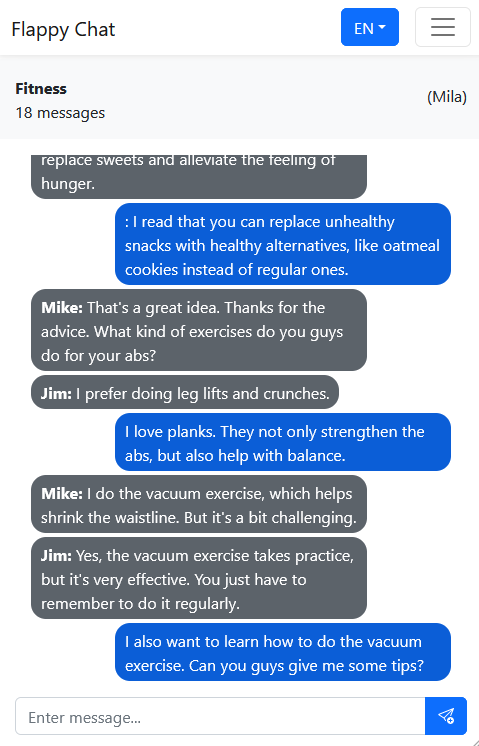 Flappy Chat
EN
Fitness
18 messages
(Mila)
replace sweets and alleviate the feeling of
hunger.
: I read that you can replace unhealthy
snacks with healthy alternatives, like oatmeal
cookies instead of regular ones.
Mike: That's a great idea. Thanks for the
advice. What kind of exercises do you guys
do for your abs?
Jim: I prefer doing leg lifts and crunches.
I love planks. They not only strengthen the
abs, but also help with balance.
Mike: I do the vacuum exercise, which helps
shrink the waistline. But it's a bit challenging.
Jim: Yes, the vacuum exercise takes practice,
but it's very effective. You just have to
remember to do it regularly.
I also want to learn how to do the vacuum
exercise. Can you guys give me some tips?
Enter message...